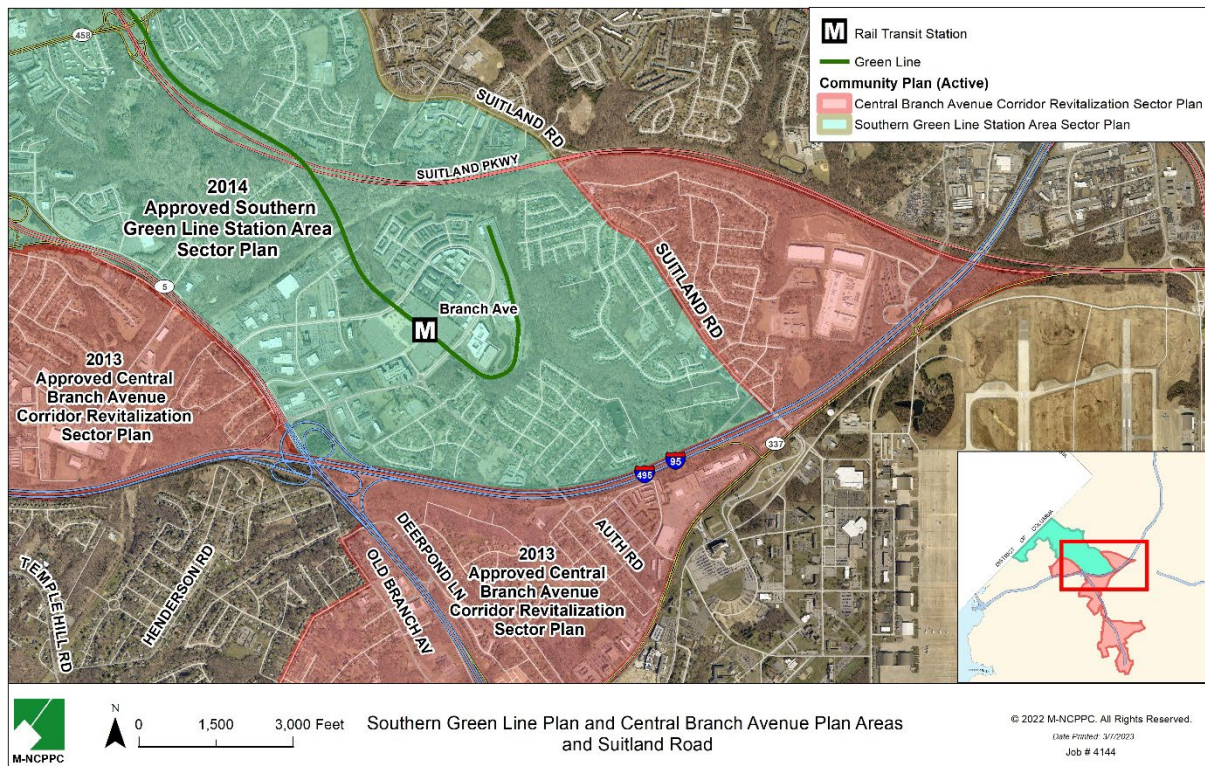 458
SUITLAND RD
SUITLAND PKWY
M
Rail Transit Station
Green Line
Community Plan (Active)
Central Branch Avenue Corridor Revitalization Sector Plan
Southern Green Line Station Area Sector Plan
2014
Approved Southern
Green Line Station Area
Sector Plan
SUITLAND RD
5
Branch Ave
M
2013
Approved Central
Branch Avenue
Corridor Revitalization
Sector Plan
337
95
495
AUTH RD
DEERPOND LN
OLD BRANCH AV
HENDERSON RD
TEMPLE HILL RD
2013
Approved Central
Branch Avenue
Corridor Revitalization
Sector Plan
DISTRICT OF COLUMBIA
M-NCPPC
N
0 1,500 3,000 Feet
Southern Green Line Plan and Central Branch Avenue Plan Areas
and Suitland Road
© 2022 M-NCPPC. All Rights Reserved.
Date Printed: 3/7/2023
Job # 4144